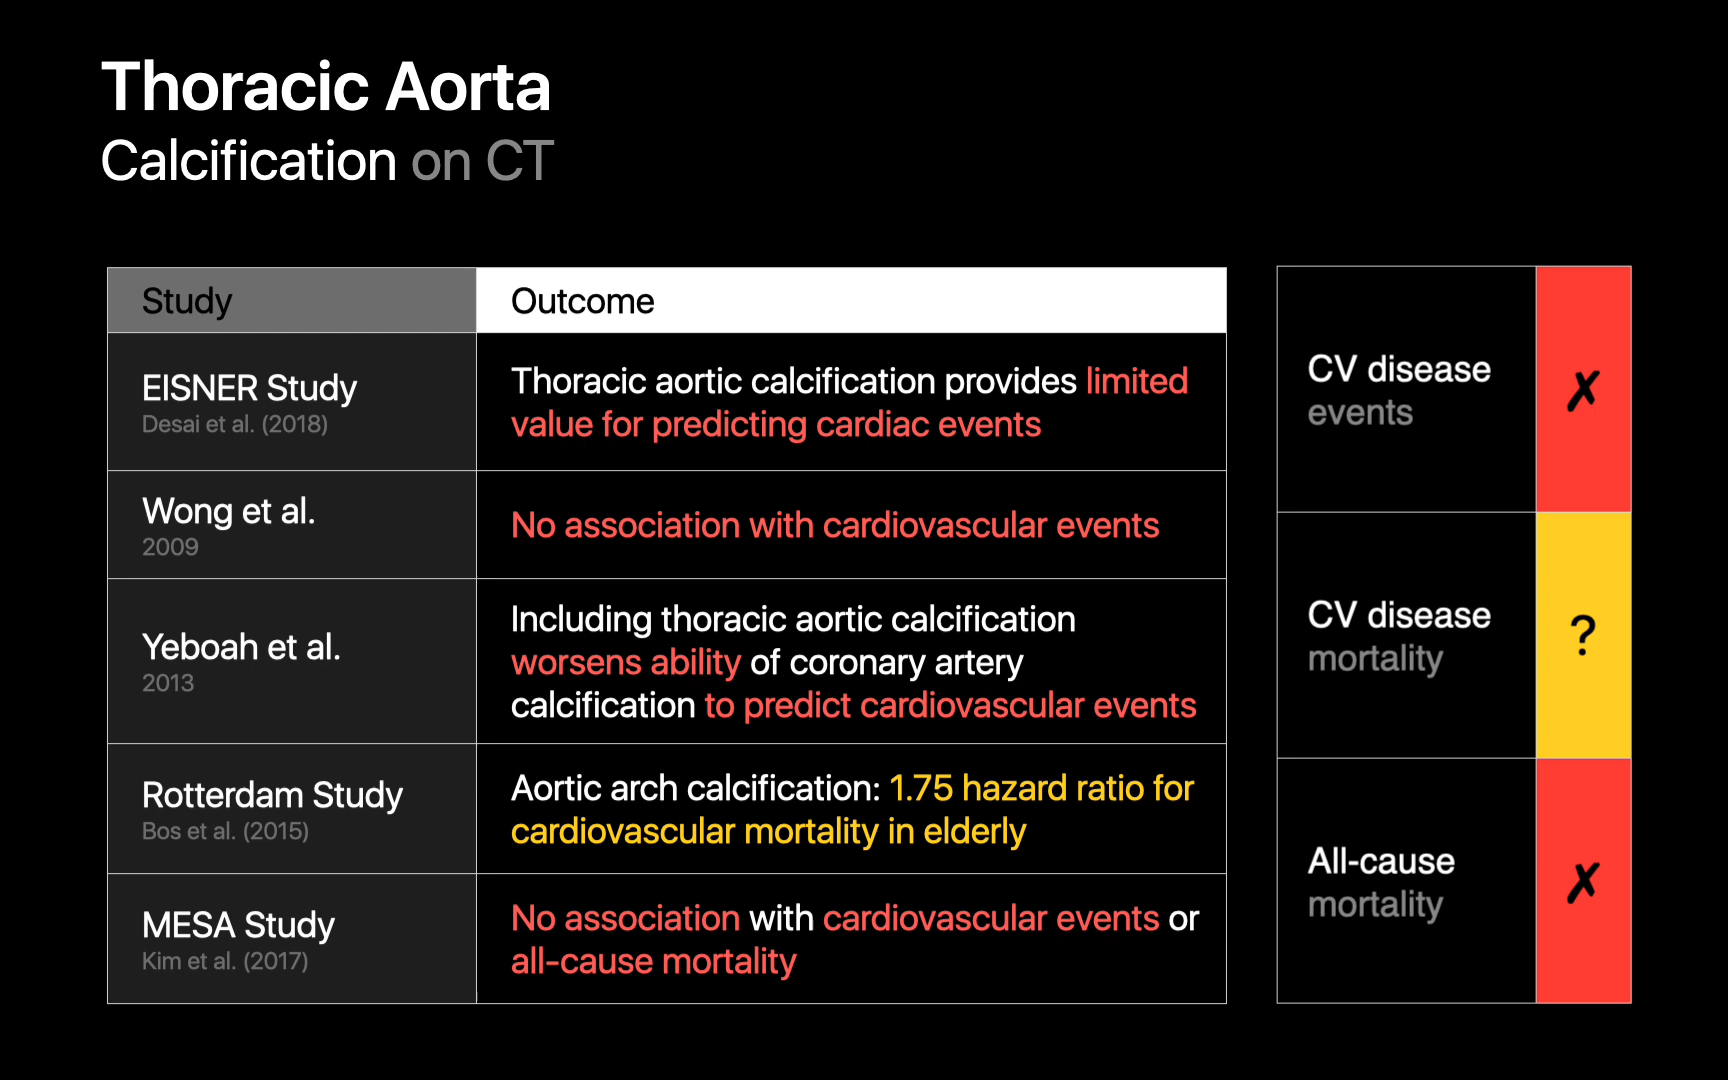 Thoracic Aorta
Calcification on CT
Study
Outcome
EISNER Study
Desai et al. (2018)
Thoracic aortic calcification provides limited
value for predicting cardiac events
Wong et al.
2009
No association with cardiovascular events
Yeboah et al.
2013
Including thoracic aortic calcification
worsens ability of coronary artery
calcification to predict cardiovascular events
Rotterdam Study
Bos et al. (2015)
Aortic arch calcification: 1.75 hazard ratio for
cardiovascular mortality in elderly
MESA Study
Kim et al. (2017)
No association with cardiovascular events or
all-cause mortality
CV disease
events
✗
CV disease
mortality
?
All-cause
mortality
✗